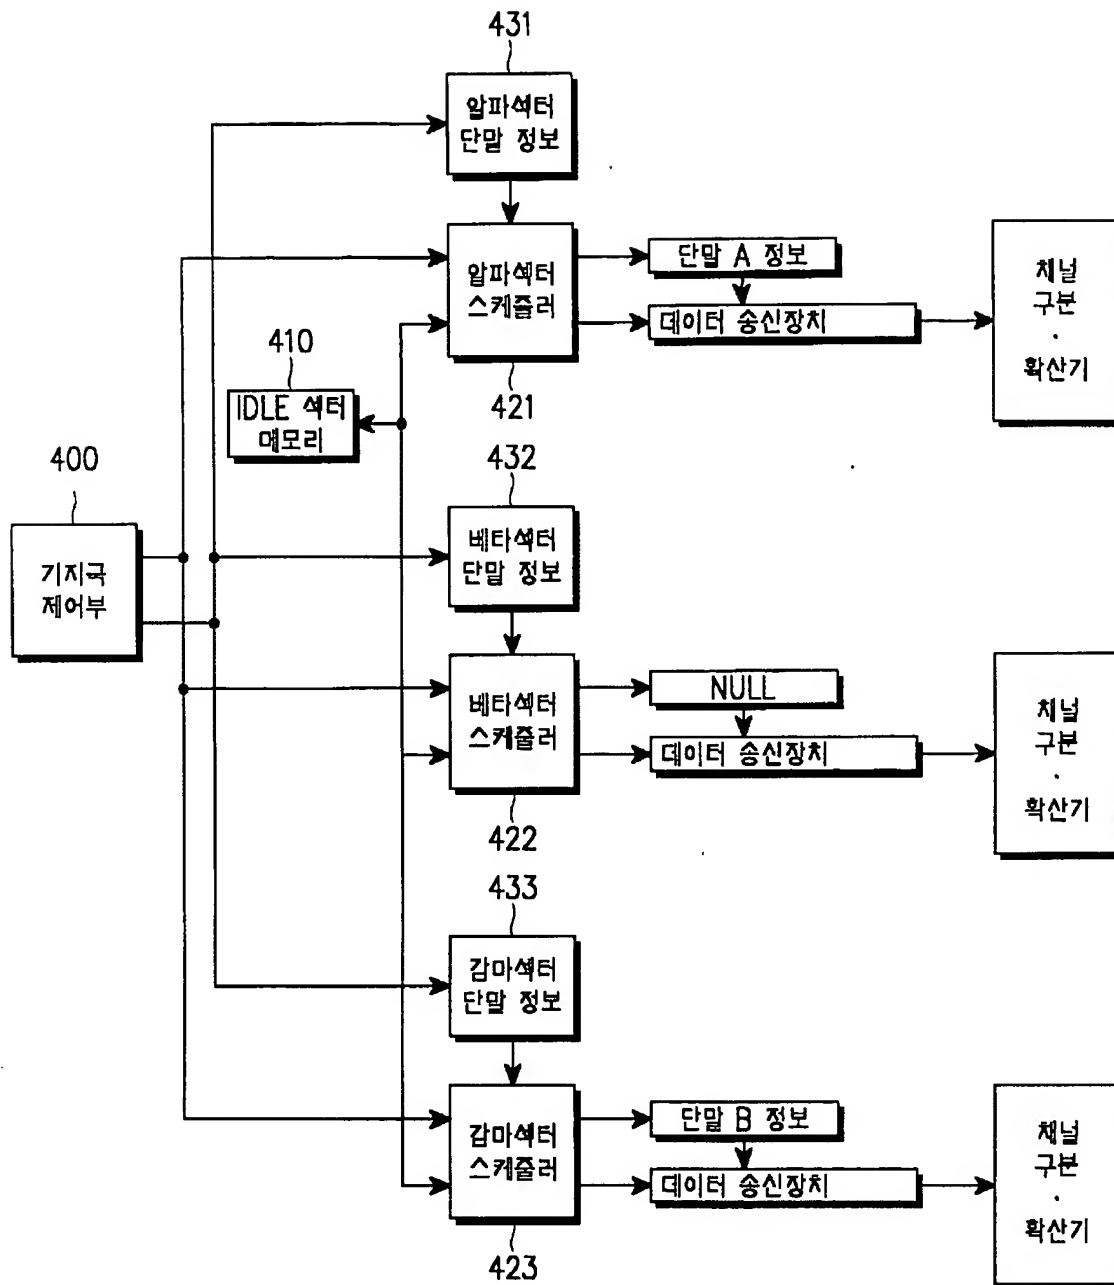 431
알파섹터
단말 정보
알파섹터
스케줄러
421
단말 A 정보
데이터 송신장치
채널
구분
·
확산기
410
IDLE 섹터
메모리
400
기지국
제어부
432
베타섹터
단말 정보
베타섹터
스케줄러
422
NULL
데이터 송신장치
채널
구분
·
확산기
433
감마섹터
단말 정보
감마섹터
스케줄러
423
단말 B 정보
데이터 송신장치
채널
구분
·
확산기